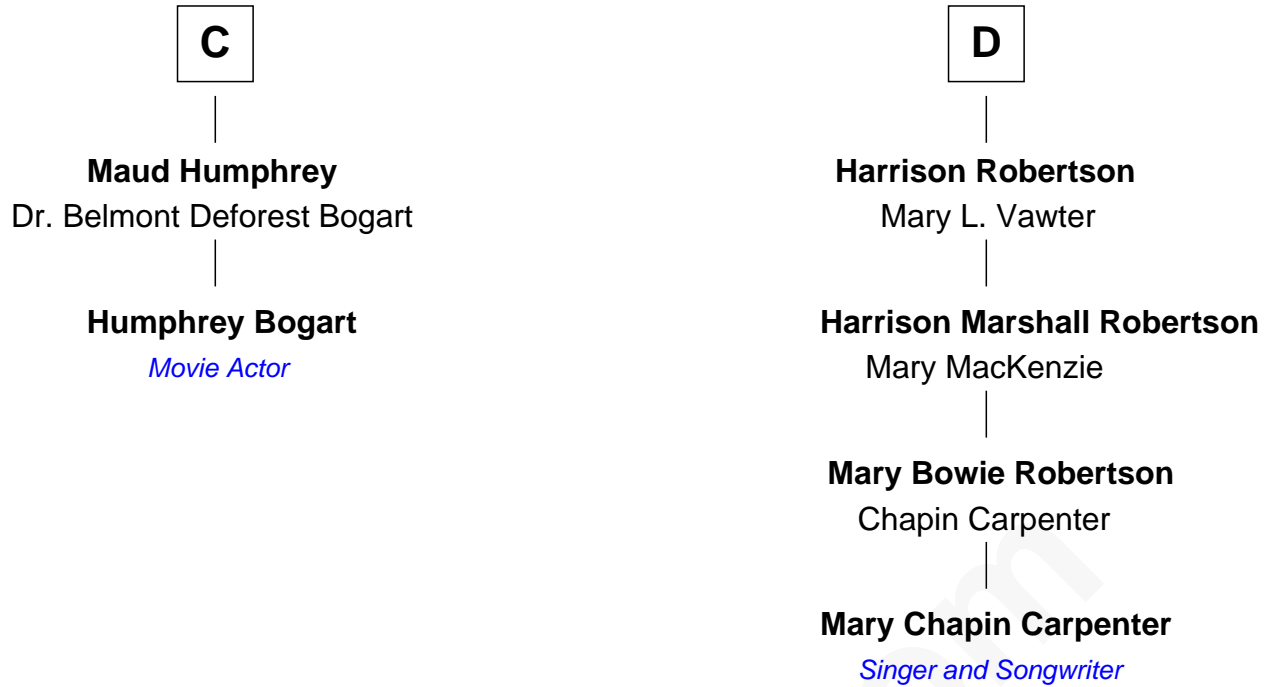 C
Maud Humphrey
Dr. Belmont Deforest Bogart
Humphrey Bogart
Movie Actor
D
Harrison Robertson
Mary L. Vawter
Harrison Marshall Robertson
Mary MacKenzie
Mary Bowie Robertson
Chapin Carpenter
Mary Chapin Carpenter
Singer and Songwriter